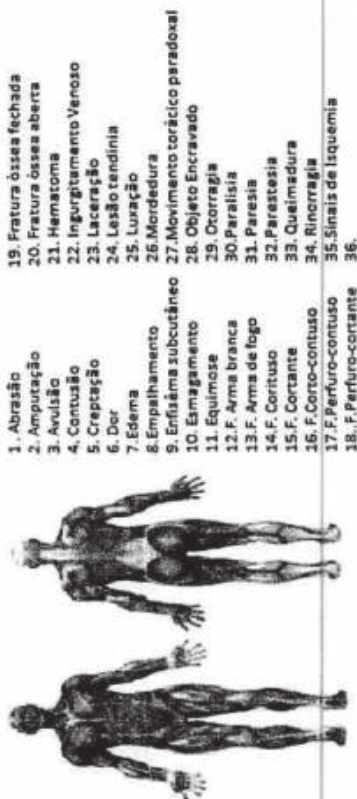 1. Abrasão
2. Amputação
3. Avulsão
4. Contusão
5. Creptação
6. Dor
7. Edema
8. Empalhamento
9. Enfisêma subcutâneo
10. Esmagamento
11. Equimose
12. F. Arma branca
13. F. Arma de fogo
14. F. Corituso
15. F. Cortante
16. F. Corto-contuso
17. F. Perfuro-contuso
18. F. Perfuro-cortante
19. Fratura óssea fechada
20. Fratura óssea aberta
21. Hematoma
22. Ingurgitamento Venoso
23. Laceração
24. Lesão tendinia
25. Luxação
26. Mordedura
27. Movimento torácico paradoxal
28. Objeto Encravado
29. Otorragia
30. Paralisia
31. Paresia
32. Parestesia
33. Queimadura
34. Rinorragia
35. Sinais de Isquemia
36.